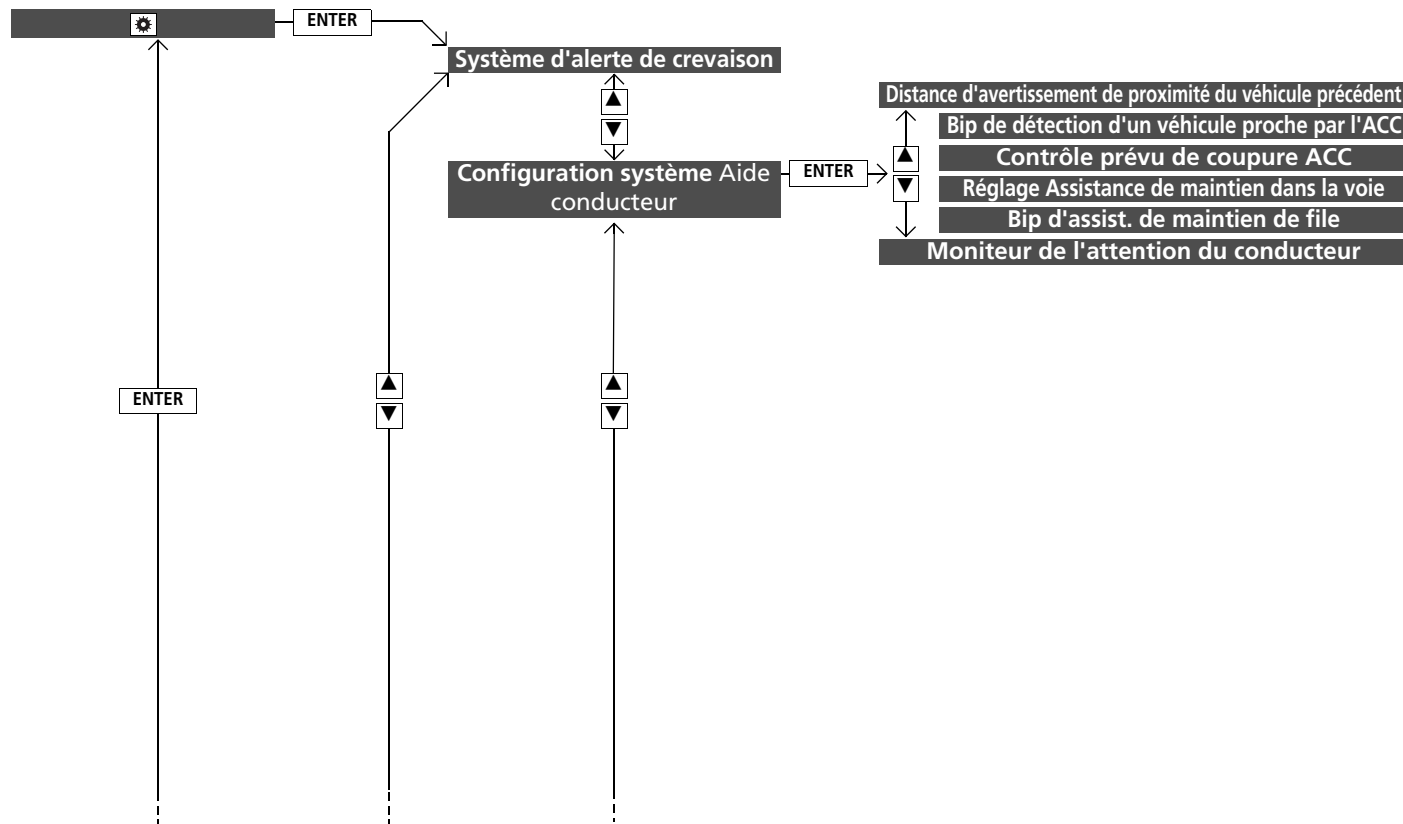 ENTER
Système d'alerte de crevaison
Distance d'avertissement de proximité du véhicule précédent
Bip de détection d'un véhicule proche par l'ACC
Configuration système Aide
conducteur
ENTER
Contrôle prévu de coupure ACC
Réglage Assistance de maintien dans la voie
Bip d'assist. de maintien de file
Moniteur de l'attention du conducteur
ENTER